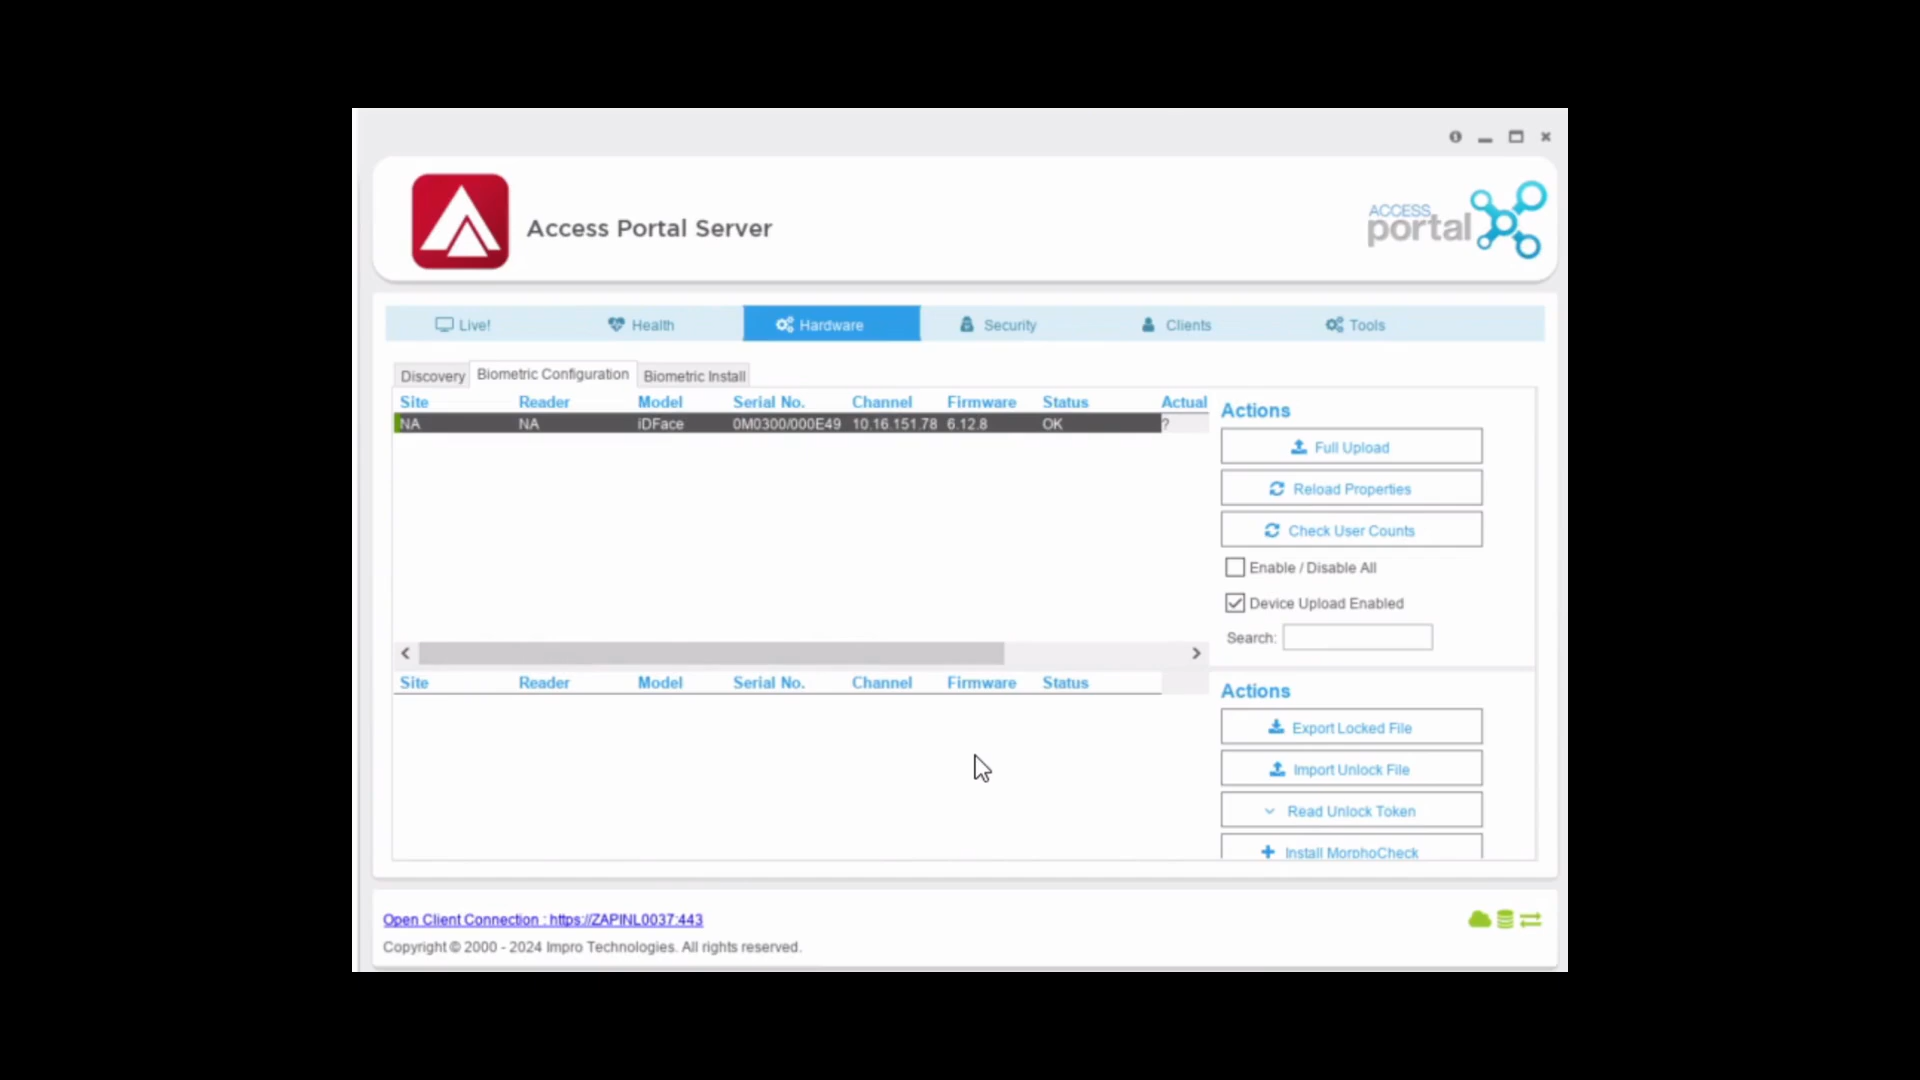 Access Portal Server
ACCESS
portal
Live! Health Hardware Security Clients Tools
Discovery Biometric Configuration Biometric Install
Site Reader Model Serial No. Channel Firmware Status Actual
NA NA iDFace 0M0300/000E49 10.16.151.78 6.12.8 OK ?
Actions
Full Upload
Reload Properties
Check User Counts
Enable / Disable All
Device Upload Enabled
Search:
Site Reader Model Serial No. Channel Firmware Status
Actions
Export Locked File
Import Unlock File
Read Unlock Token
Install MorphoCheck
Open Client Connection : https://ZAPINL0037:443
Copyright © 2000 - 2024 Impro Technologies. All rights reserved.